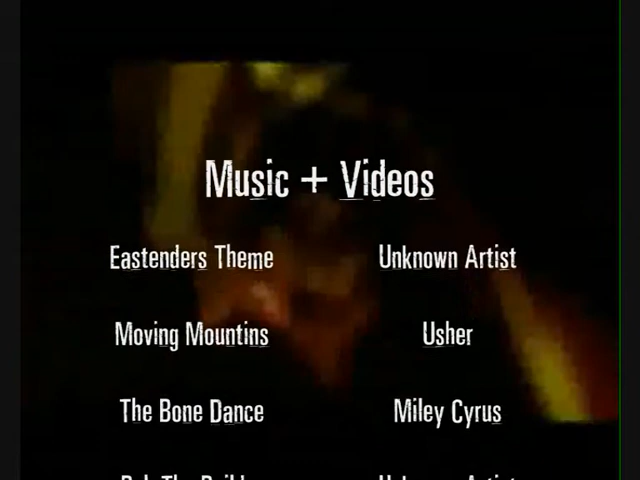 Music + Videos
Eastenders Theme Unknown Artist
Moving Mountins Usher
The Bone Dance Miley Cyrus